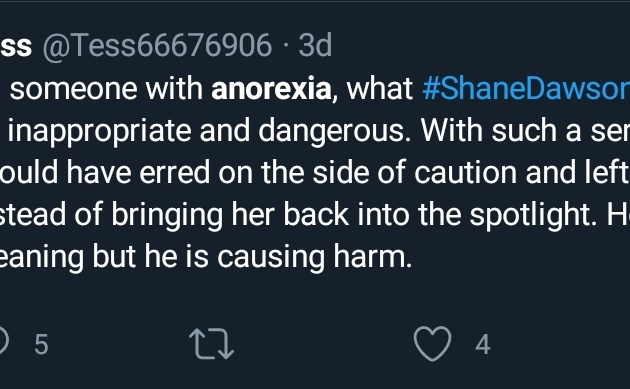 ss @Tess66676906 · 3d
someone with anorexia, what #ShaneDawson
inappropriate and dangerous. With such a ser
ould have erred on the side of caution and left
stead of bringing her back into the spotlight. He
eaning but he is causing harm.
5 4